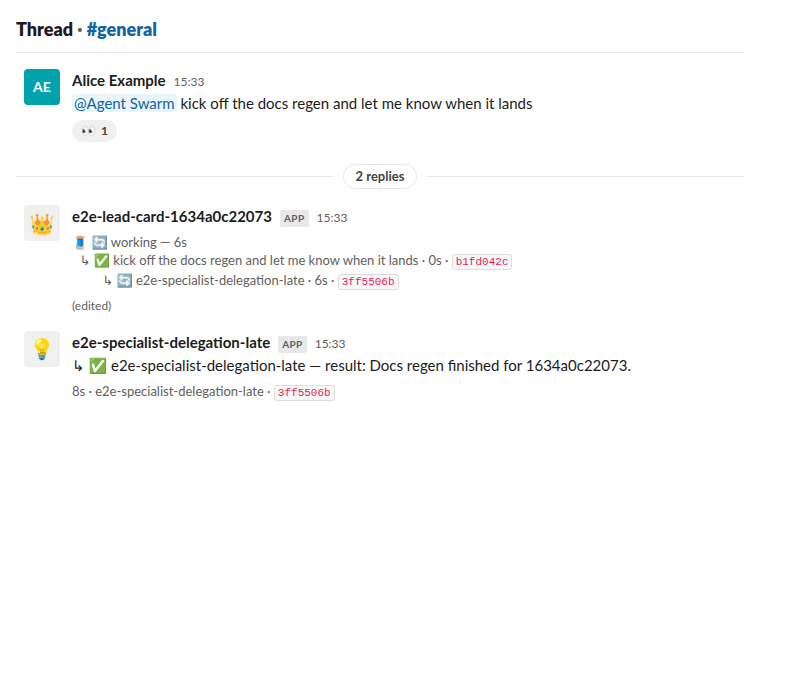 Thread • #general
AE
Alice Example 15:33
@Agent Swarm kick off the docs regen and let me know when it lands
👀 1
2 replies
e2e-lead-card-1634a0c22073 APP 15:33
🧵 🔄 working — 6s
↳ ✅ kick off the docs regen and let me know when it lands · 0s · b1fd042c
↳ 🔄 e2e-specialist-delegation-late · 6s · 3ff5506b
(edited)
e2e-specialist-delegation-late APP 15:33
↳ ✅ e2e-specialist-delegation-late — result: Docs regen finished for 1634a0c22073.
8s · e2e-specialist-delegation-late · 3ff5506b